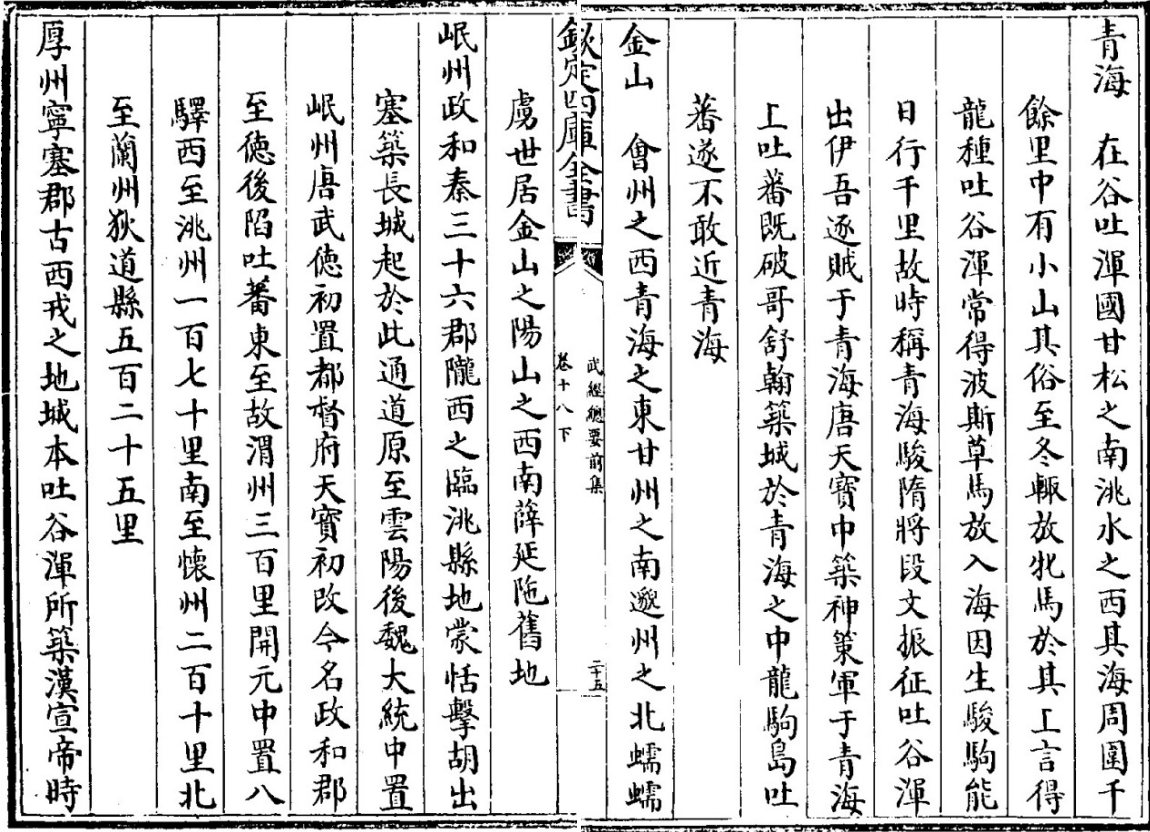 青海　在谷吐渾國甘松之南洮水之西其海周圍千
餘里中有小山其俗至冬輙放牝馬於其上言得
龍種吐谷渾常得波斯草馬放入海因生駿駒能
日行千里故時稱青海駿隋將段文振征吐谷渾
出伊吾逐賊于青海唐天寶中築神策軍于青海
上吐蕃既破哥舒翰築城於青海之中龍駒島吐
蕃遂不敢近青海
金山　會州之西青海之東甘州之南邈州之北蠕蠕
欽定四庫全書
武經總要前集
卷十八下
二十五
虜世居金山之陽山之西南薛延陁舊地
岷州政和秦三十六郡隴西之臨洮縣地蒙恬擊胡出
塞築長城起於此通道原至雲陽後魏大統中置
岷州唐武徳初置都督府天寶初改今名政和郡
至徳後陷吐蕃東至故渭州三百里開元中置八
驛西至洮州一百七十里南至懷州二百十里北
至蘭州狄道縣五百二十五里
厚州寧塞郡古西戎之地城本吐谷渾所築漢宣帝時